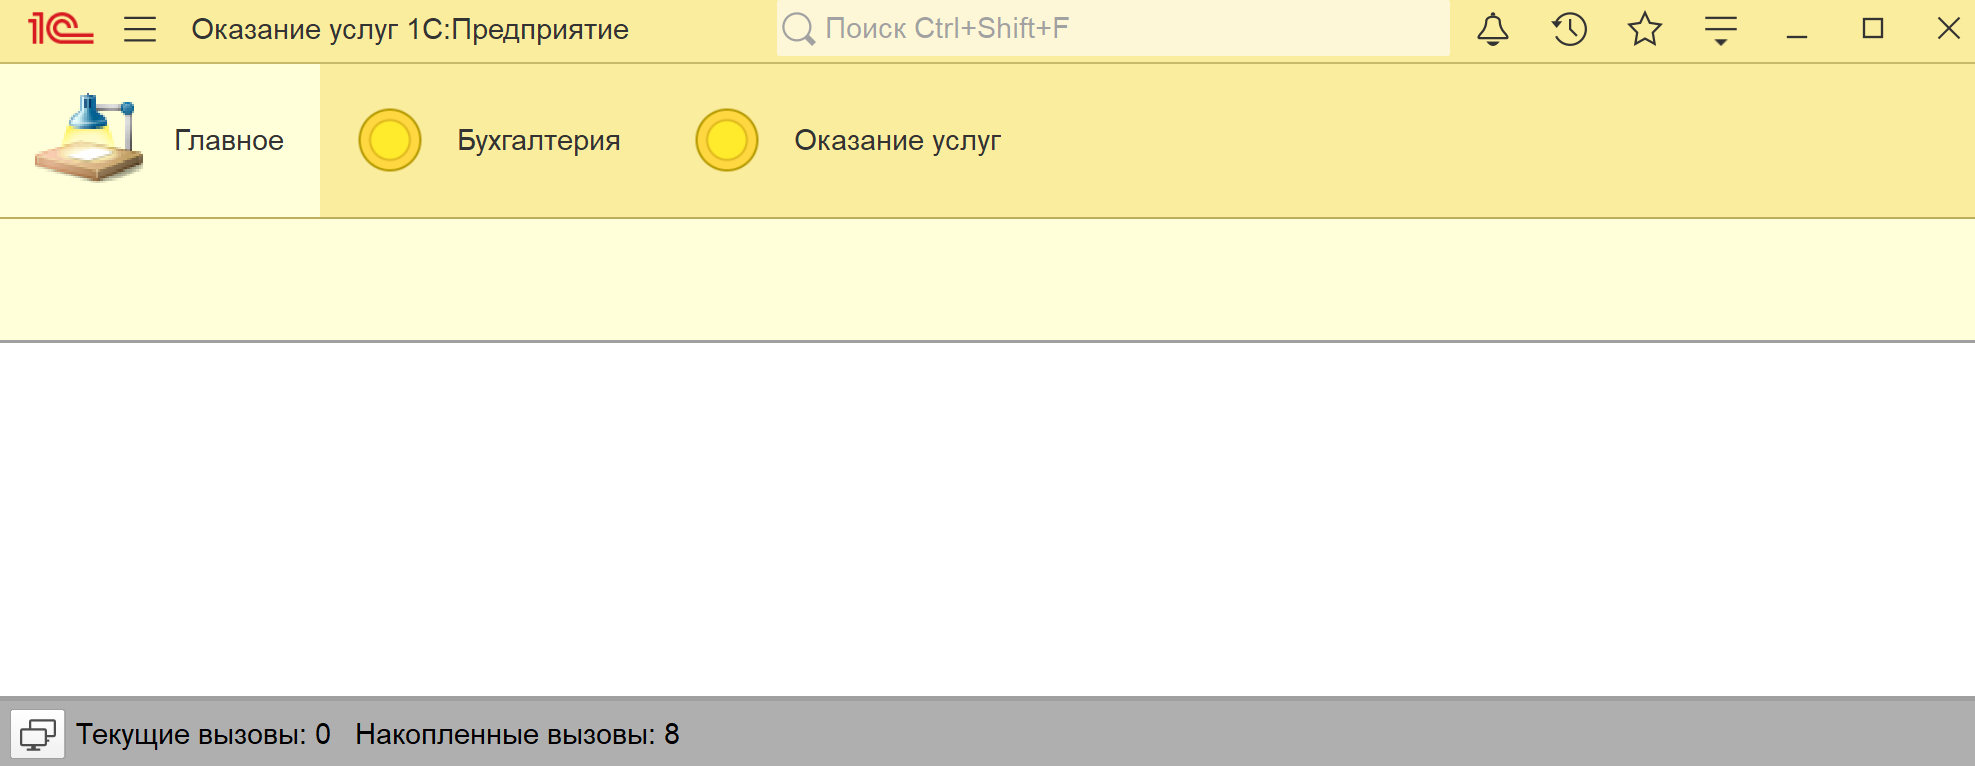 1С Оказание услуг 1С:Предприятие Поиск Ctrl+Shift+F
Главное Бухгалтерия Оказание услуг
Текущие вызовы: 0 Накопленные вызовы: 8